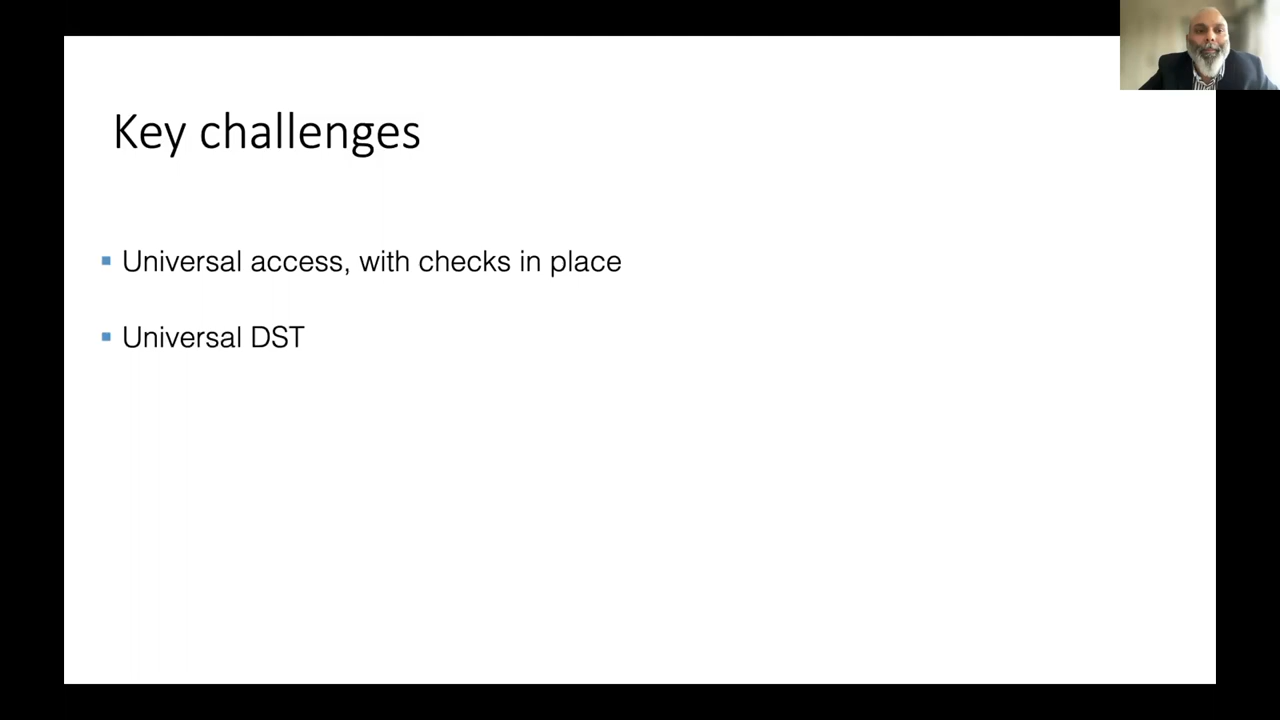 Key challenges
Universal access, with checks in place
Universal DST